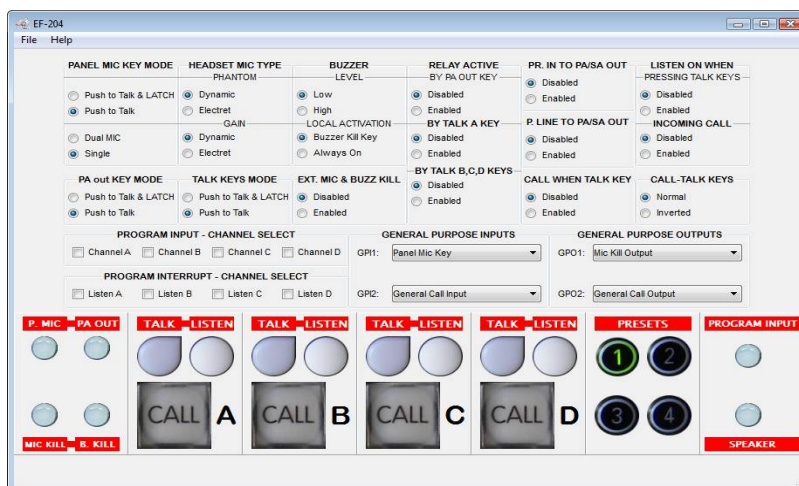 EF-204
File Help
PANEL MIC KEY MODE HEADSET MIC TYPE BUZZER RELAY ACTIVE PR. IN TO PA/SA OUT LISTEN ON WHEN
PHANTOM LEVEL BY PA OUT KEY PRESSING TALK KEYS
Disabled
Push to Talk & LATCH Dynamic Low Disabled Enabled Disabled
Push to Talk Electret High Enabled Enabled
GAIN LOCAL ACTIVATION BY TALK A KEY P. LINE TO PA/SA OUT INCOMING CALL
Dual MIC Dynamic Buzzer Kill Key Disabled Disabled Disabled
Single Electret Always On Enabled Enabled Enabled
BY TALK B,C,D KEYS
PA out KEY MODE TALK KEYS MODE EXT. MIC & BUZZ KILL Disabled CALL WHEN TALK KEY CALL-TALK KEYS
Push to Talk & LATCH Push to Talk & LATCH Disabled Enabled Disabled Normal
Push to Talk Push to Talk Enabled Enabled Inverted
PROGRAM INPUT - CHANNEL SELECT GENERAL PURPOSE INPUTS GENERAL PURPOSE OUTPUTS
Channel A Channel B Channel C Channel D GPI1: Panel Mic Key GPO1: Mic Kill Output
PROGRAM INTERRUPT - CHANNEL SELECT
Listen A Listen B Listen C Listen D GPI2: General Call Input GPO2: General Call Output
P. MIC PA OUT TALK LISTEN TALK LISTEN TALK LISTEN TALK LISTEN PRESETS PROGRAM INPUT
1 2
CALL A CALL B CALL C CALL D 3 4
MIC KILL B. KILL SPEAKER